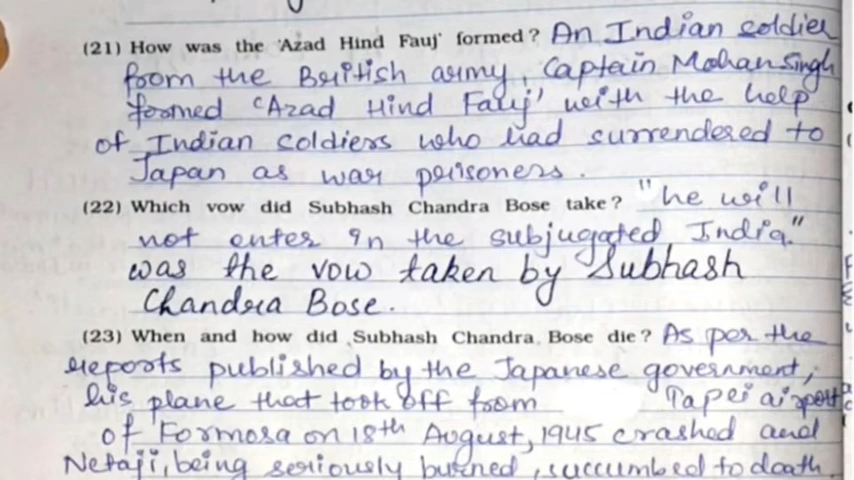 (21) How was the 'Azad Hind Fauj' formed? An Indian soldier
from the British army, Captain Mohansingh
formed 'Azad Hind Fauj' with the help
of Indian soldiers who had surrendered to
Japan as war prisoners.
(22) Which vow did Subhash Chandra Bose take? "he will
not enter in the subjugated India"
was the vow taken by Subhash
Chandra Bose.
(23) When and how did Subhash Chandra Bose die? As per the
reports published by the Japanese government,
his plane that took off from Tapei airport
of Formosa on 18th August, 1945 crashed and
Netaji, being seriously burned, succumbed to death